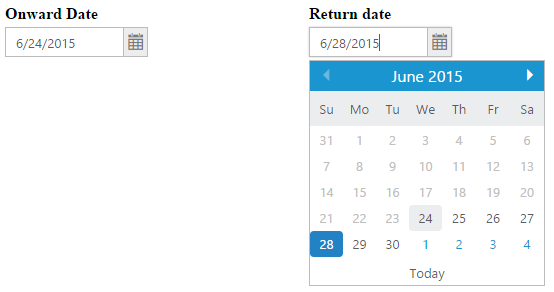 Onward Date
Return date
6/24/2015
6/28/2015
June 2015
Su Mo Tu We Th Fr Sa
31 1 2 3 4 5 6
7 8 9 10 11 12 13
14 15 16 17 18 19 20
21 22 23 24 25 26 27
28 29 30 1 2 3 4
Today